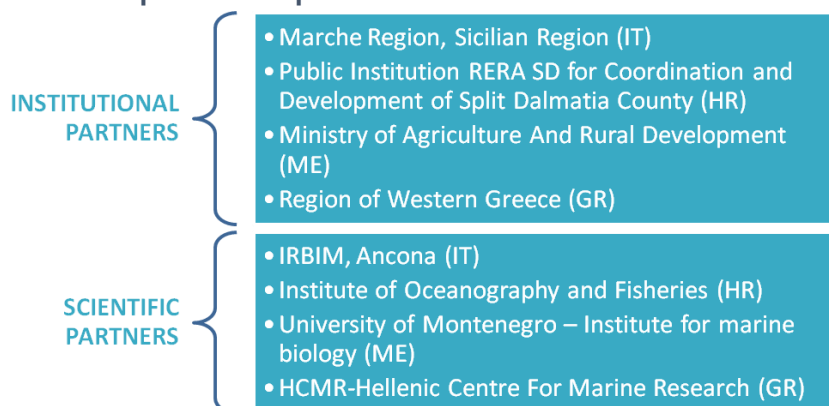 • Marche Region, Sicilian Region (IT)
• Public Institution RERA SD for Coordination and
Development of Split Dalmatia County (HR)
• Ministry of Agriculture And Rural Development
(ME)
• Region of Western Greece (GR)
INSTITUTIONAL
PARTNERS
• IRBIM, Ancona (IT)
• Institute of Oceanography and Fisheries (HR)
• University of Montenegro – Institute for marine
biology (ME)
• HCMR-Hellenic Centre For Marine Research (GR)
SCIENTIFIC
PARTNERS